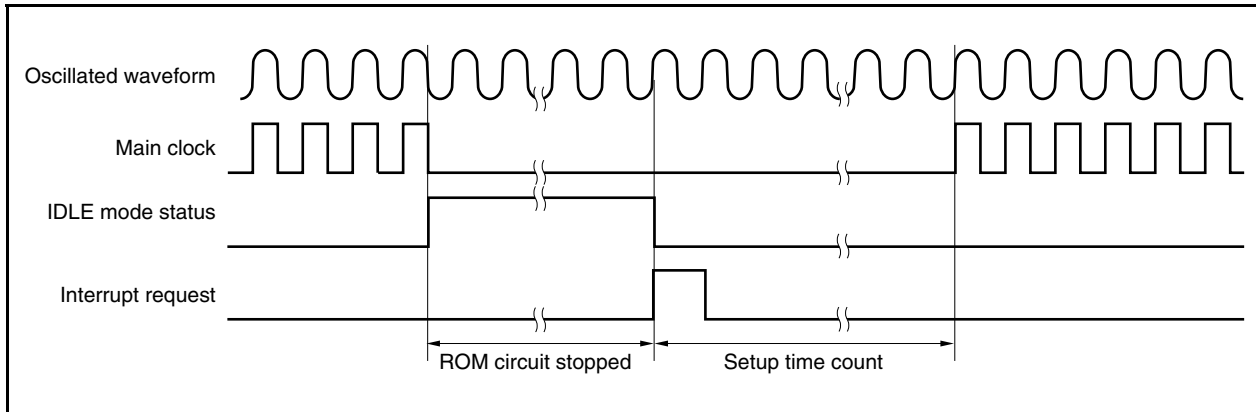 Oscillated waveform
Main clock
IDLE mode status
Interrupt request
ROM circuit stopped
Setup time count